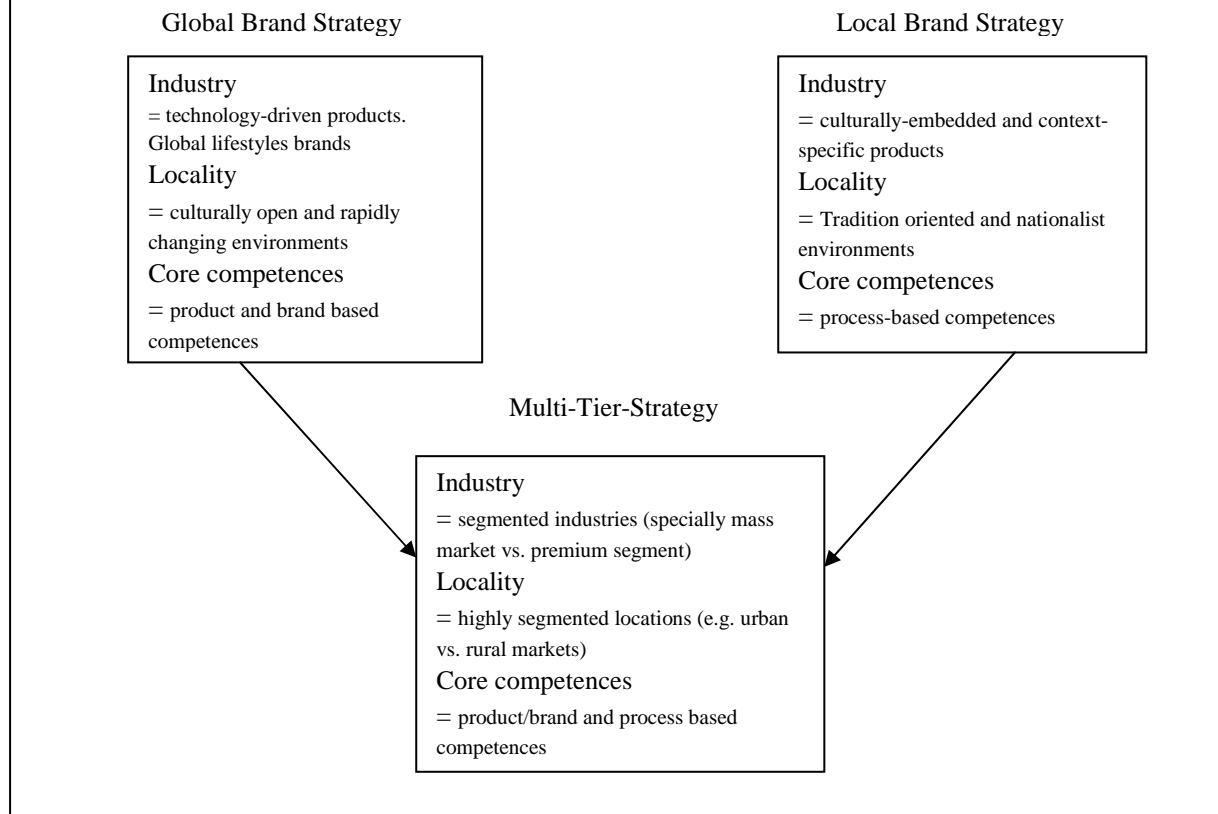 Global Brand Strategy
Industry
= technology-driven products.
Global lifestyles brands
Locality
= culturally open and rapidly
changing environments
Core competences
= product and brand based
competences
Local Brand Strategy
Industry
= culturally-embedded and context-
specific products
Locality
= Tradition oriented and nationalist
environments
Core competences
= process-based competences
Multi-Tier-Strategy
Industry
= segmented industries (specially mass
market vs. premium segment)
Locality
= highly segmented locations (e.g. urban
vs. rural markets)
Core competences
= product/brand and process based
competences